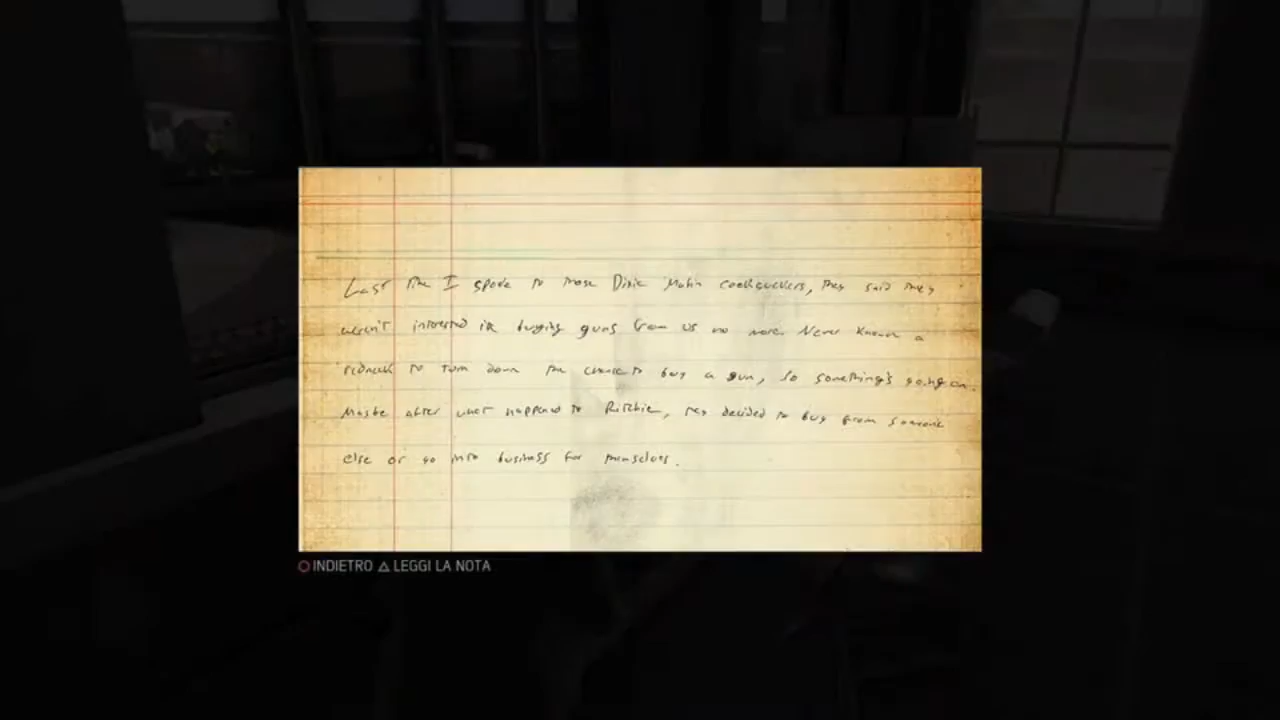 Last time I spoke to those Dixie Mafia cocksuckers, they said they
weren't interested in buying guns from us no more. Never known a
redneck to turn down the chance to buy a gun, so something's going on.
Maybe after what happened to Ritchie, they decided to buy from someone
else or go into business for themselves.
INDIETRO LEGGI LA NOTA